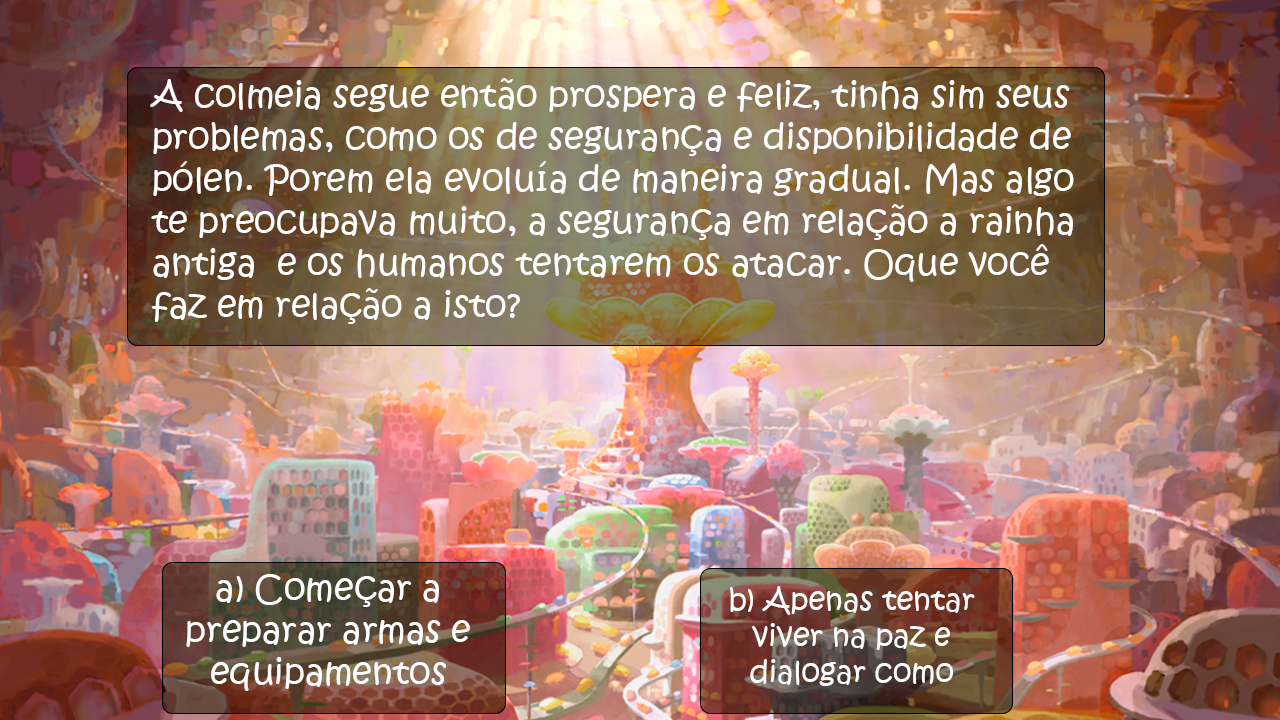 A colmeia segue então prospera e feliz, tinha sim seus
problemas, como os de segurança e disponibilidade de
pólen. Porem ela evoluía de maneira gradual. Mas algo
te preocupava muito, a segurança em relação a rainha
antiga e os humanos tentarem os atacar. Oque você
faz em relação a isto?
a) Começar a
preparar armas e
equipamentos
b) Apenas tentar
viver na paz e
dialogar como